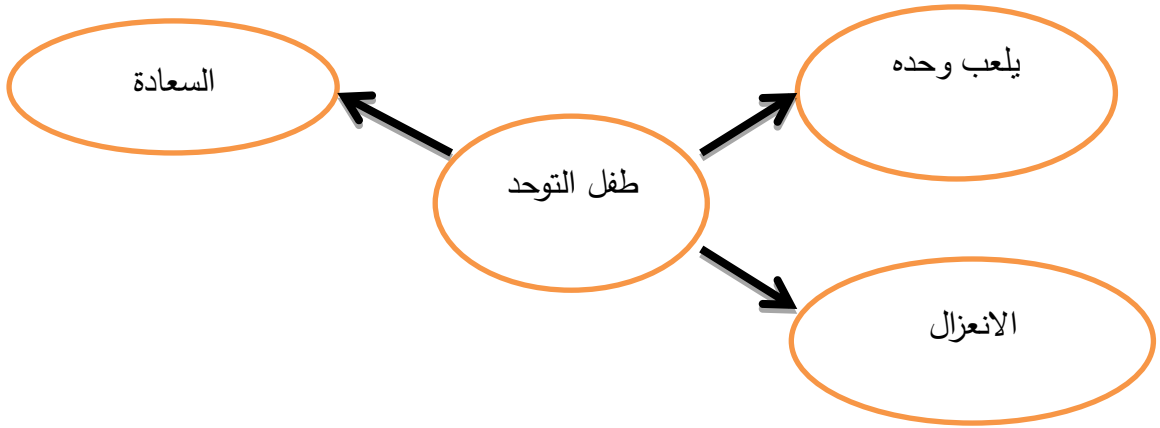 يلعب وحده
السعادة
طفل التوحد
الانعزال